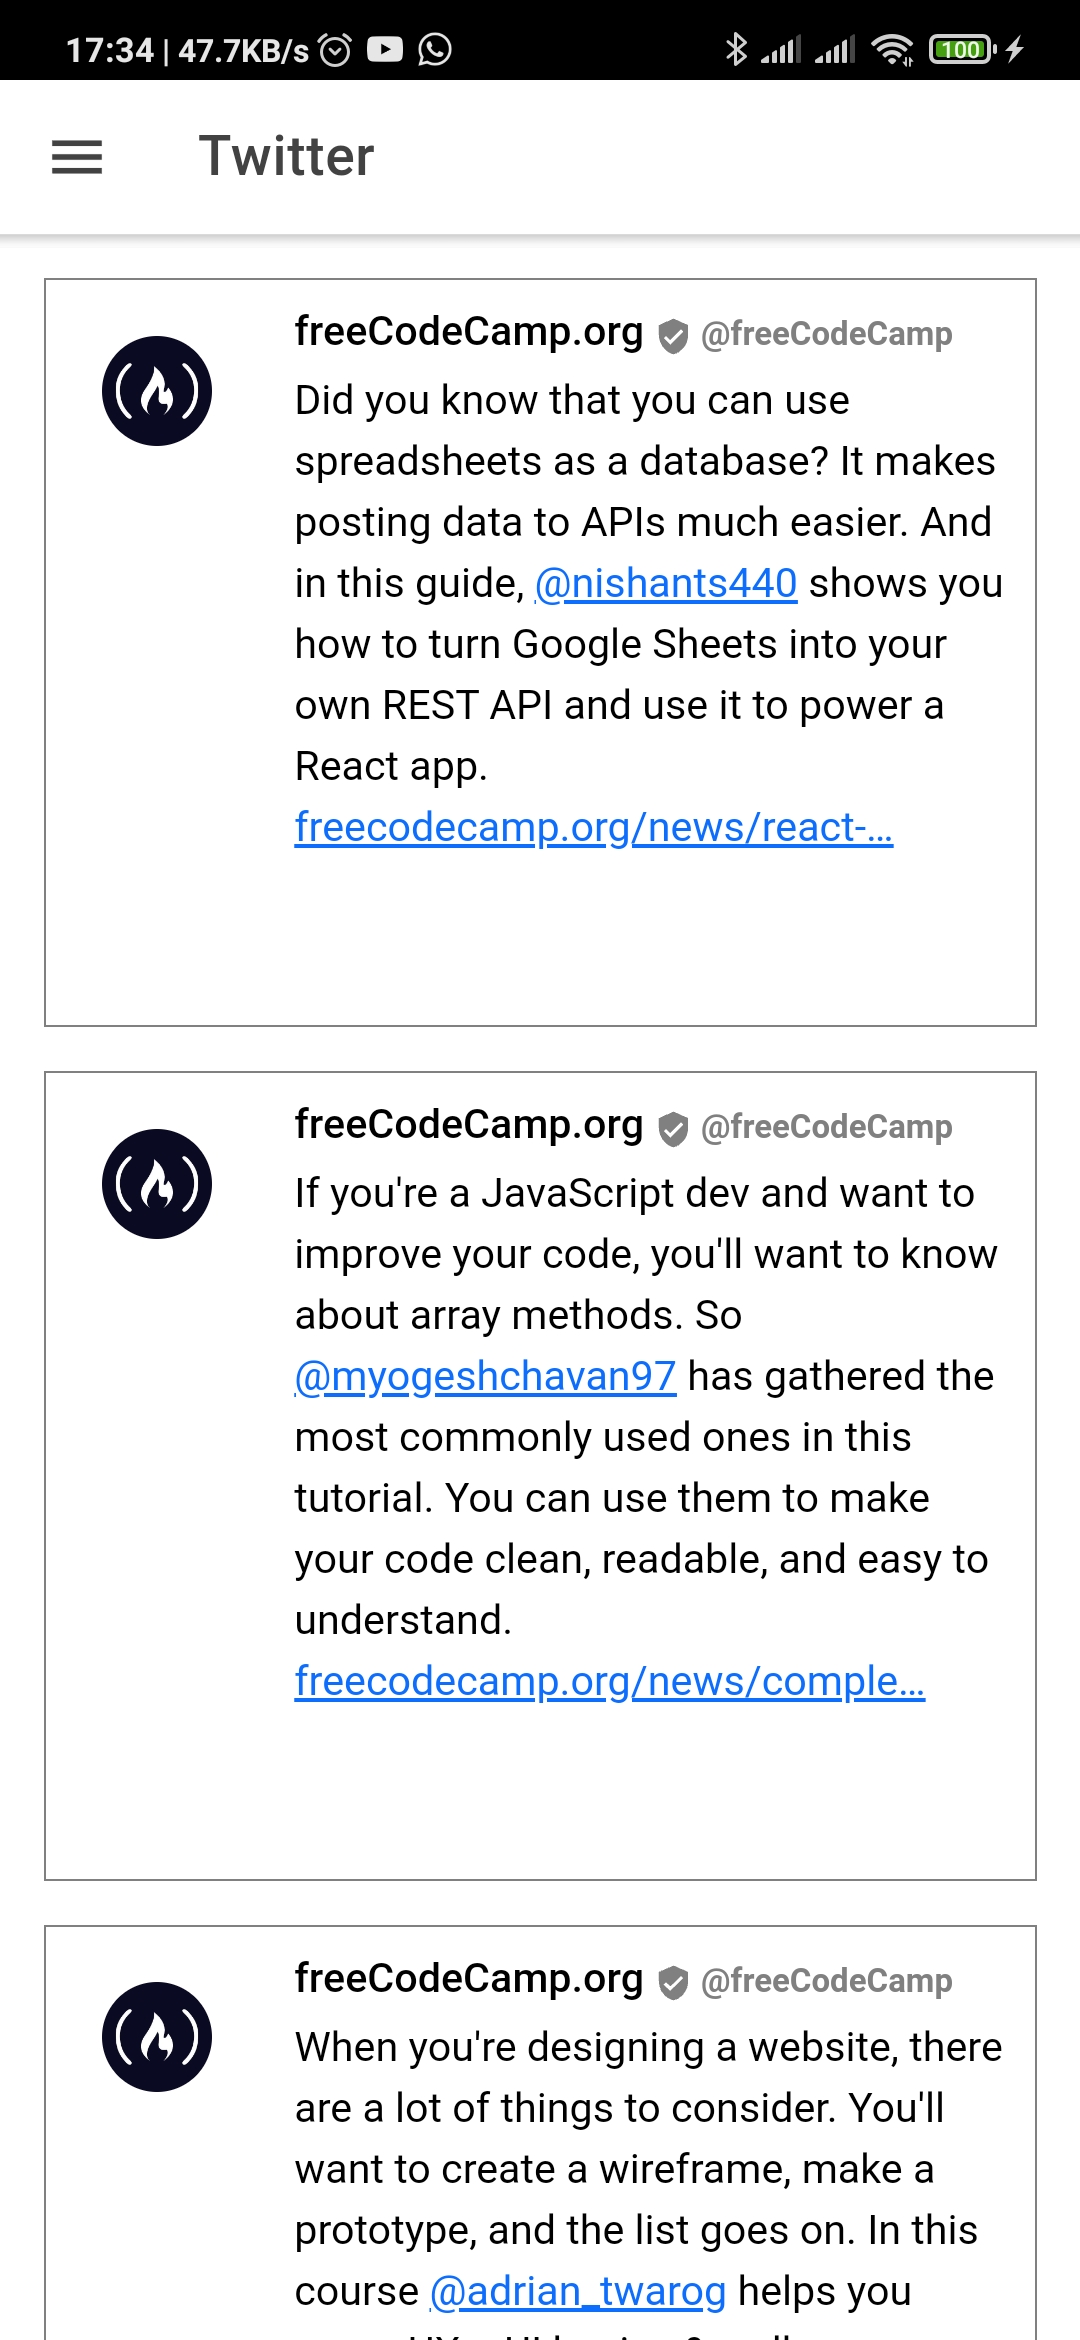 17:34 | 47.7KB/s
100
Twitter
freeCodeCamp.org @freeCodeCamp
Did you know that you can use
spreadsheets as a database? It makes
posting data to APIs much easier. And
in this guide, @nishants440 shows you
how to turn Google Sheets into your
own REST API and use it to power a
React app.
freecodecamp.org/news/react-…
freeCodeCamp.org @freeCodeCamp
If you're a JavaScript dev and want to
improve your code, you'll want to know
about array methods. So
@myogeshchavan97 has gathered the
most commonly used ones in this
tutorial. You can use them to make
your code clean, readable, and easy to
understand.
freecodecamp.org/news/comple…
freeCodeCamp.org @freeCodeCamp
When you're designing a website, there
are a lot of things to consider. You'll
want to create a wireframe, make a
prototype, and the list goes on. In this
course @adrian_twarog helps you